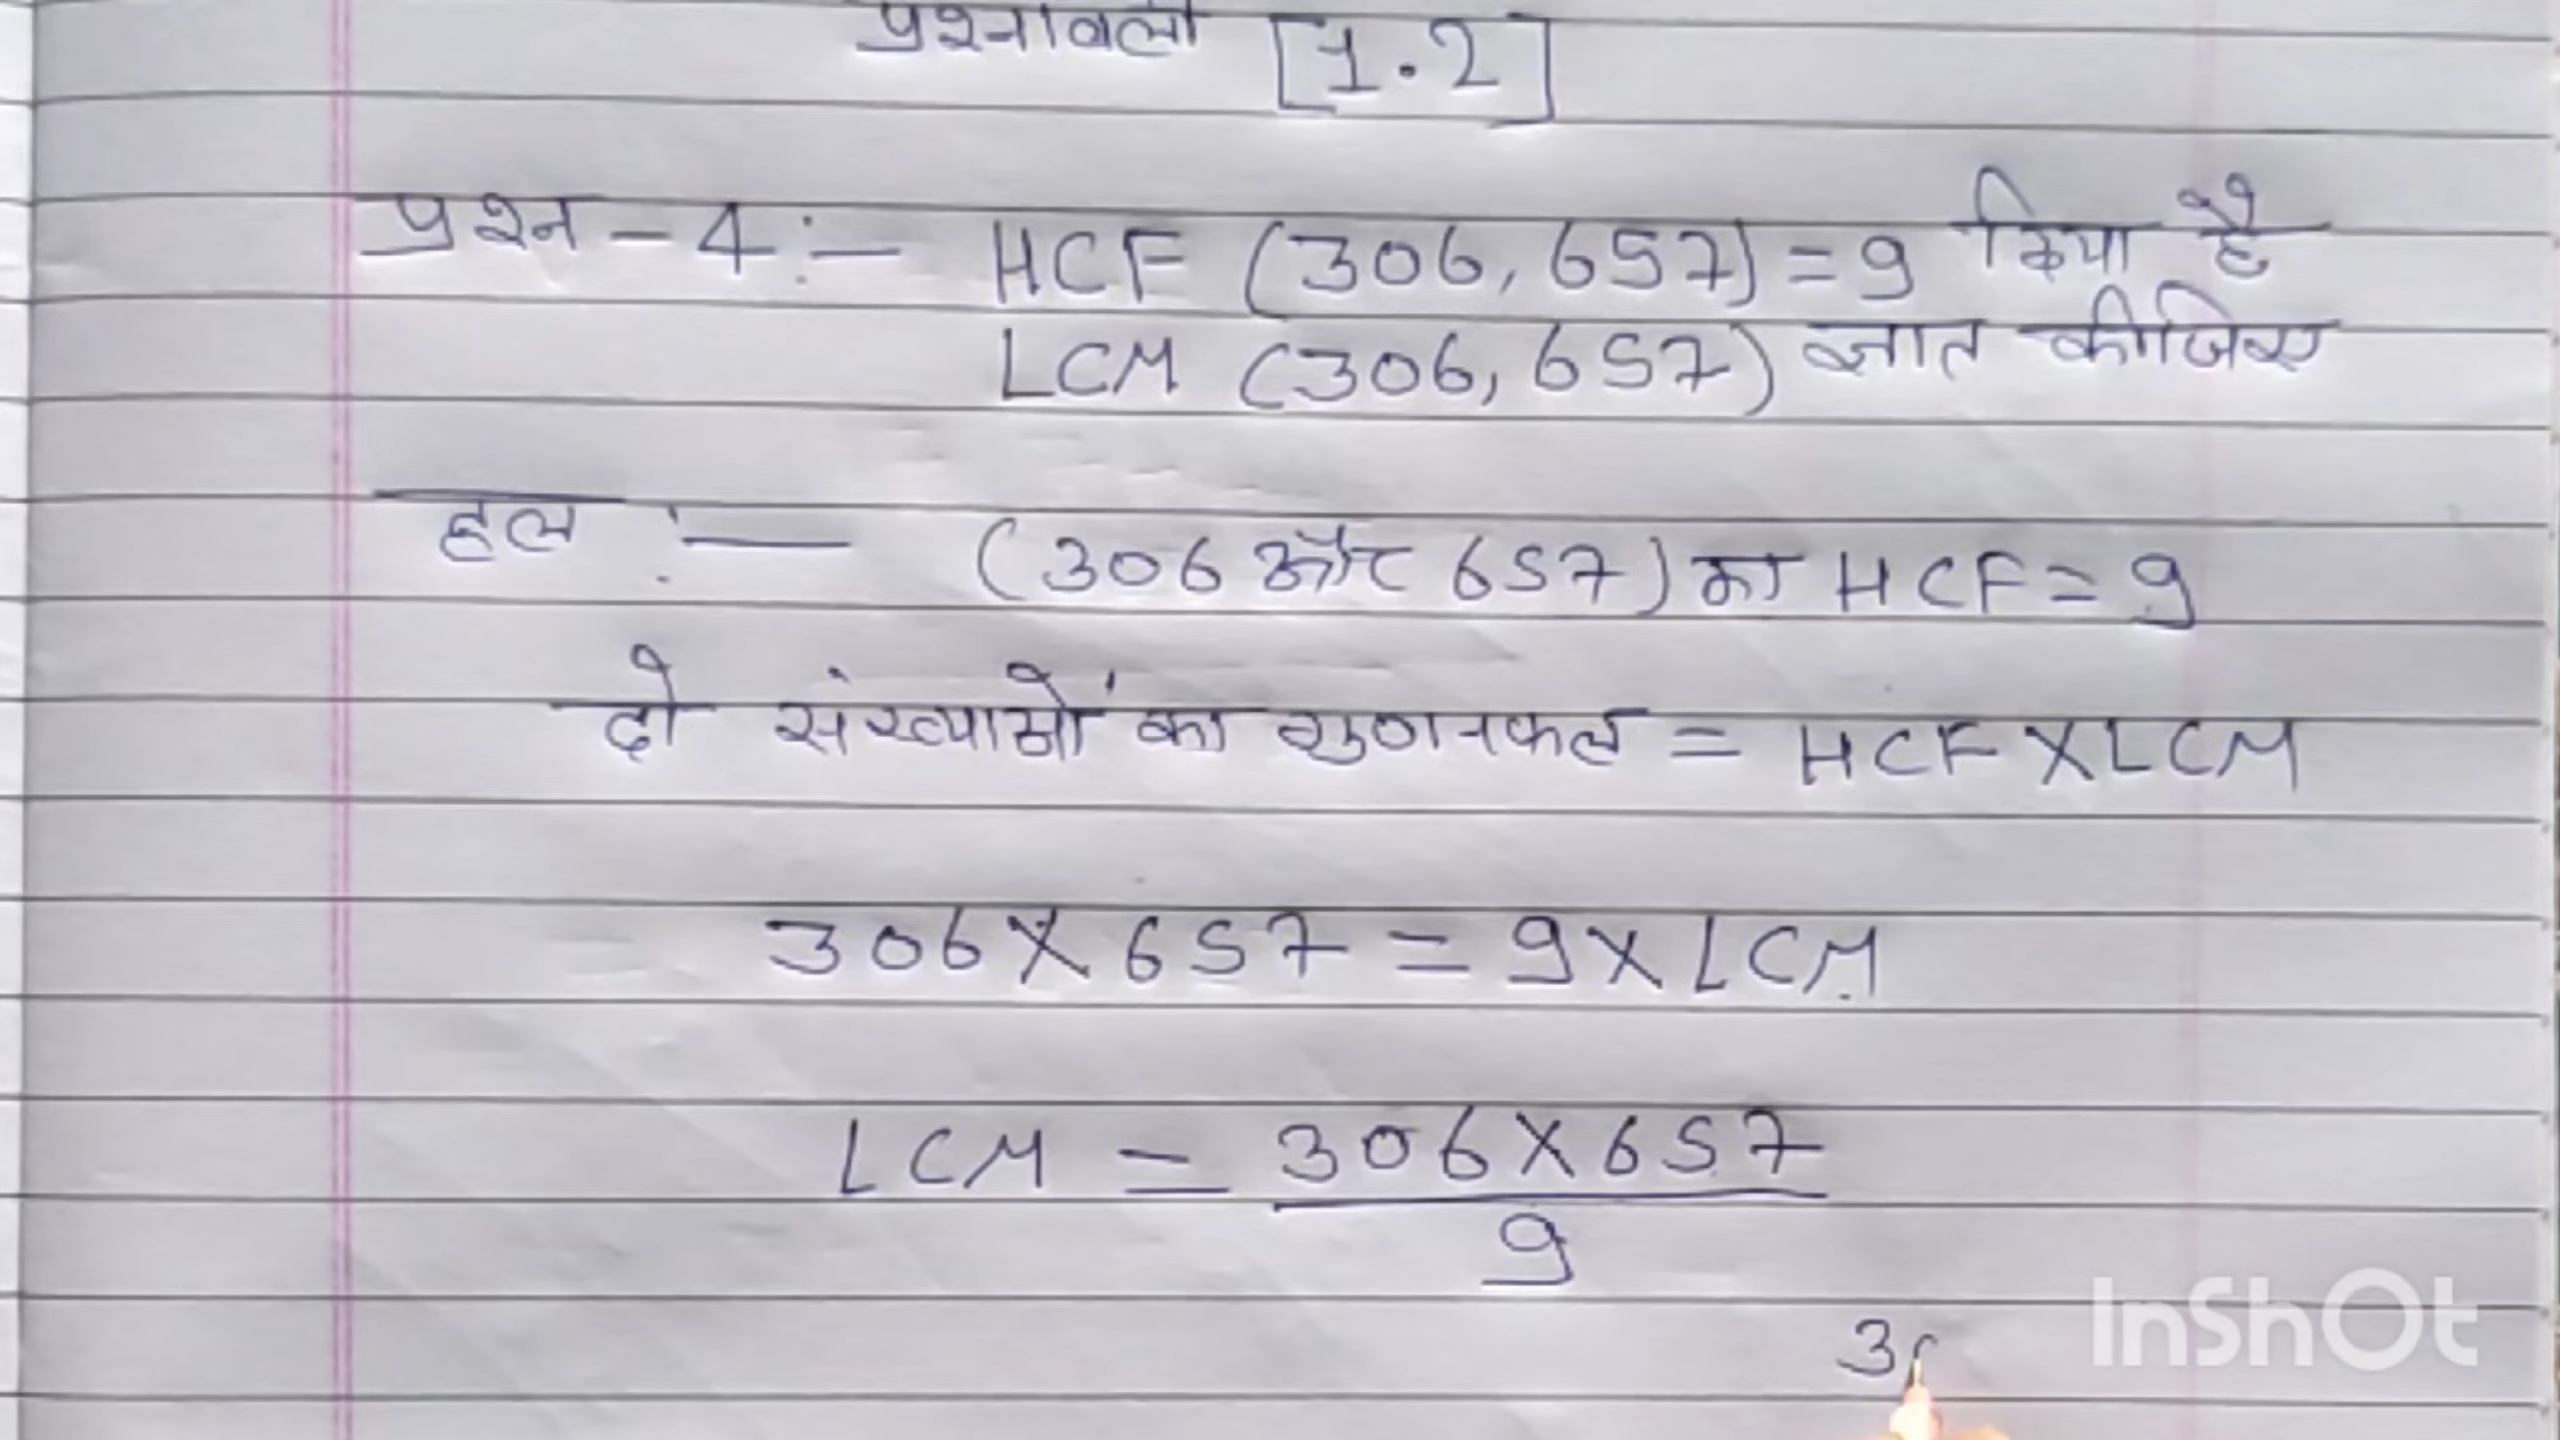 प्रश्नावली [1.2]
प्रश्न - 4 :- HCF (306, 657) = 9 दिया है
LCM (306, 657) ज्ञात कीजिए
हल :- (306 और 657) का HCF = 9
दो संख्याओं का गुणनफल = HCF X LCM
306 X 657 = 9 X LCM
LCM = 306 X 657
9
InShOt
3